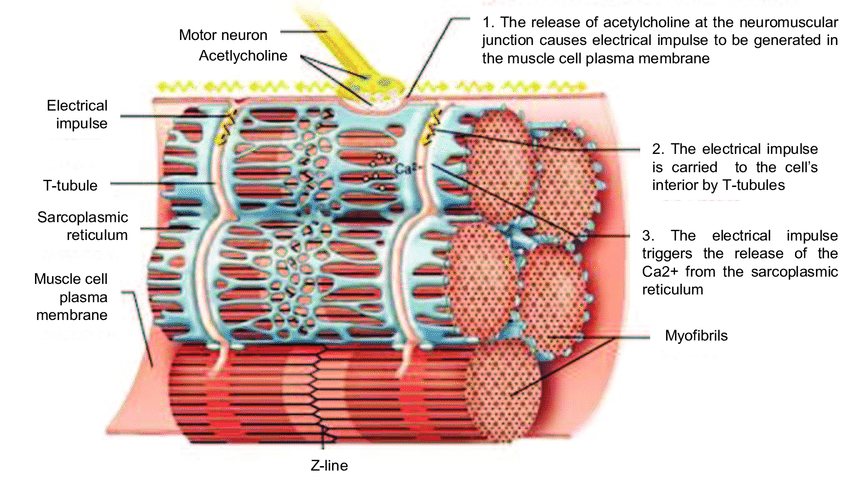 Motor neuron
Acetlycholine
1. The release of acetylcholine at the neuromuscular
junction causes electrical impulse to be generated in
the muscle cell plasma membrane
Electrical
impulse
Ca2+
2. The electrical impulse
is carried to the cell's
interior by T-tubules
T-tubule
Sarcoplasmic
reticulum
3. The electrical impulse
triggers the release of the
Ca2+ from the sarcoplasmic
reticulum
Muscle cell
plasma
membrane
Myofibrils
Z-line